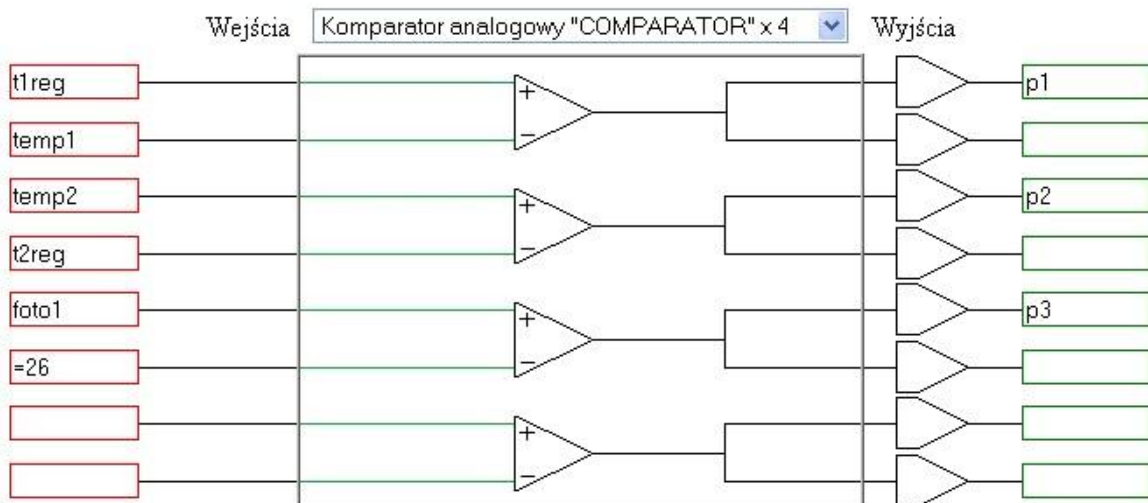 Wejścia Komparator analogowy "COMPARATOR" x 4 Wyjścia
t1reg + p1
temp1 −
temp2 + p2
t2reg −
foto1 + p3
=26 −
+
−